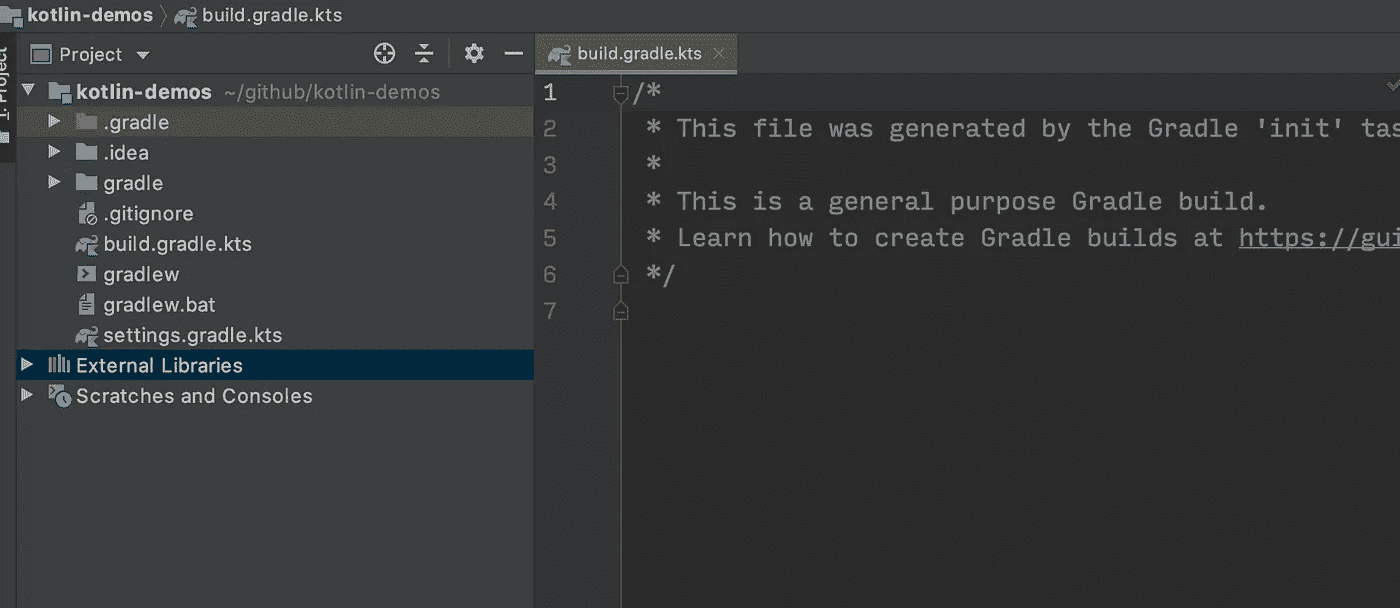 kotlin-demos build.gradle.kts
1: Project
Project
build.gradle.kts
kotlin-demos ~/github/kotlin-demos
.gradle
.idea
gradle
.gitignore
build.gradle.kts
gradlew
gradlew.bat
settings.gradle.kts
External Libraries
Scratches and Consoles
1 /*
2 * This file was generated by the Gradle 'init' tas
3 *
4 * This is a general purpose Gradle build.
5 * Learn how to create Gradle builds at https://gui
6 */
7